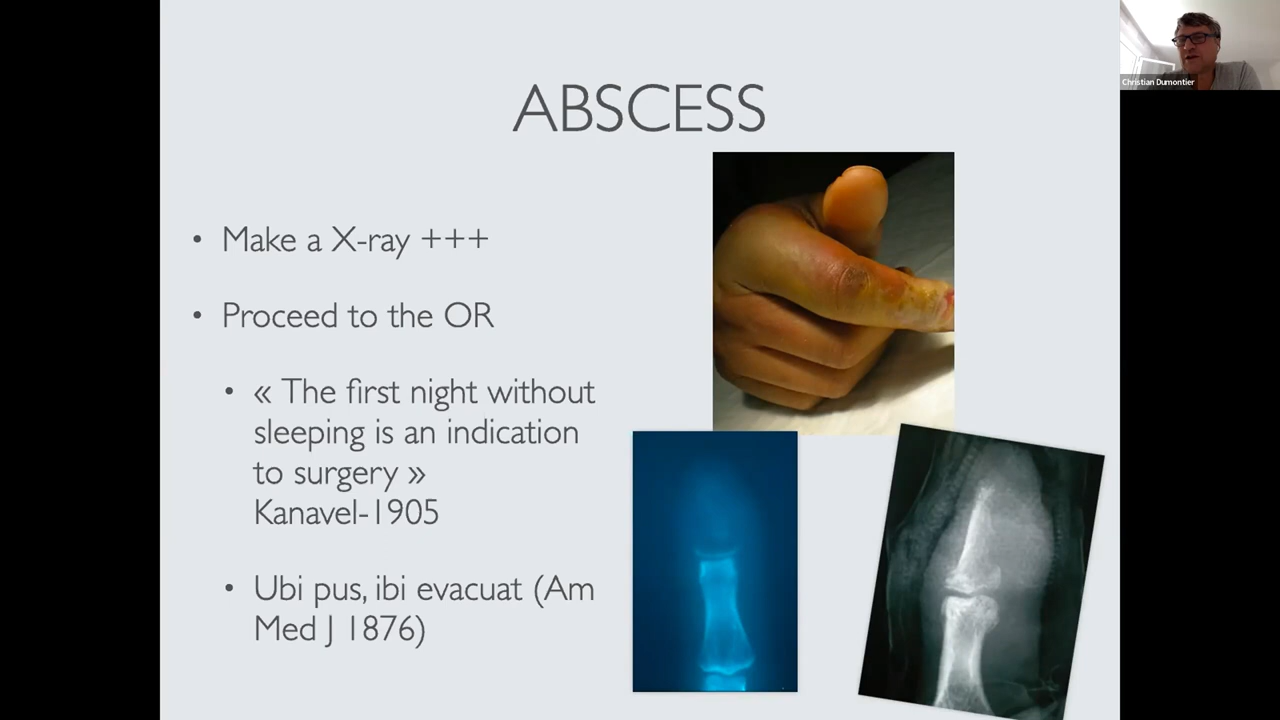 Christian Dumontier
ABSCESS
• Make a X-ray +++
• Proceed to the OR
• « The first night without
sleeping is an indication
to surgery »
Kanavel-1905
• Ubi pus, ibi evacuat (Am
Med J 1876)